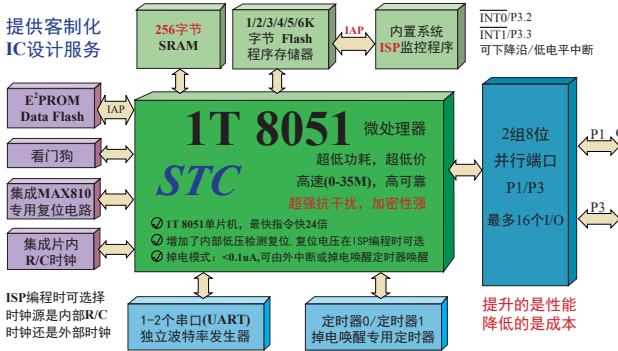 提供客制化
IC设计服务
256字节
SRAM
1/2/3/4/5/6K
字节 Flash
程序存储器
IAP
内置系统
ISP监控程序
INT0/P3.2
INT1/P3.3
可下降沿/低电平中断
E²PROM
Data Flash
IAP
看门狗
集成MAX810
专用复位电路
集成片内
R/C时钟
1T 8051 微处理器
STC
超低功耗，超低价
高速(0-35M)，高可靠
超强抗干扰，加密性强
1T 8051单片机，最快指令快24倍
增加了内部低压检测复位, 复位电压在ISP编程时可选
掉电模式：<0.1uA,可由外中断或掉电唤醒定时器唤醒
2组8位
并行端口
P1/P3
最多16个I/O
P1
P3
ISP编程时可选择
时钟源是内部R/C
时钟还是外部时钟
1-2个串口(UART)
独立波特率发生器
定时器0/定时器1
掉电唤醒专用定时器
提升的是性能
降低的是成本